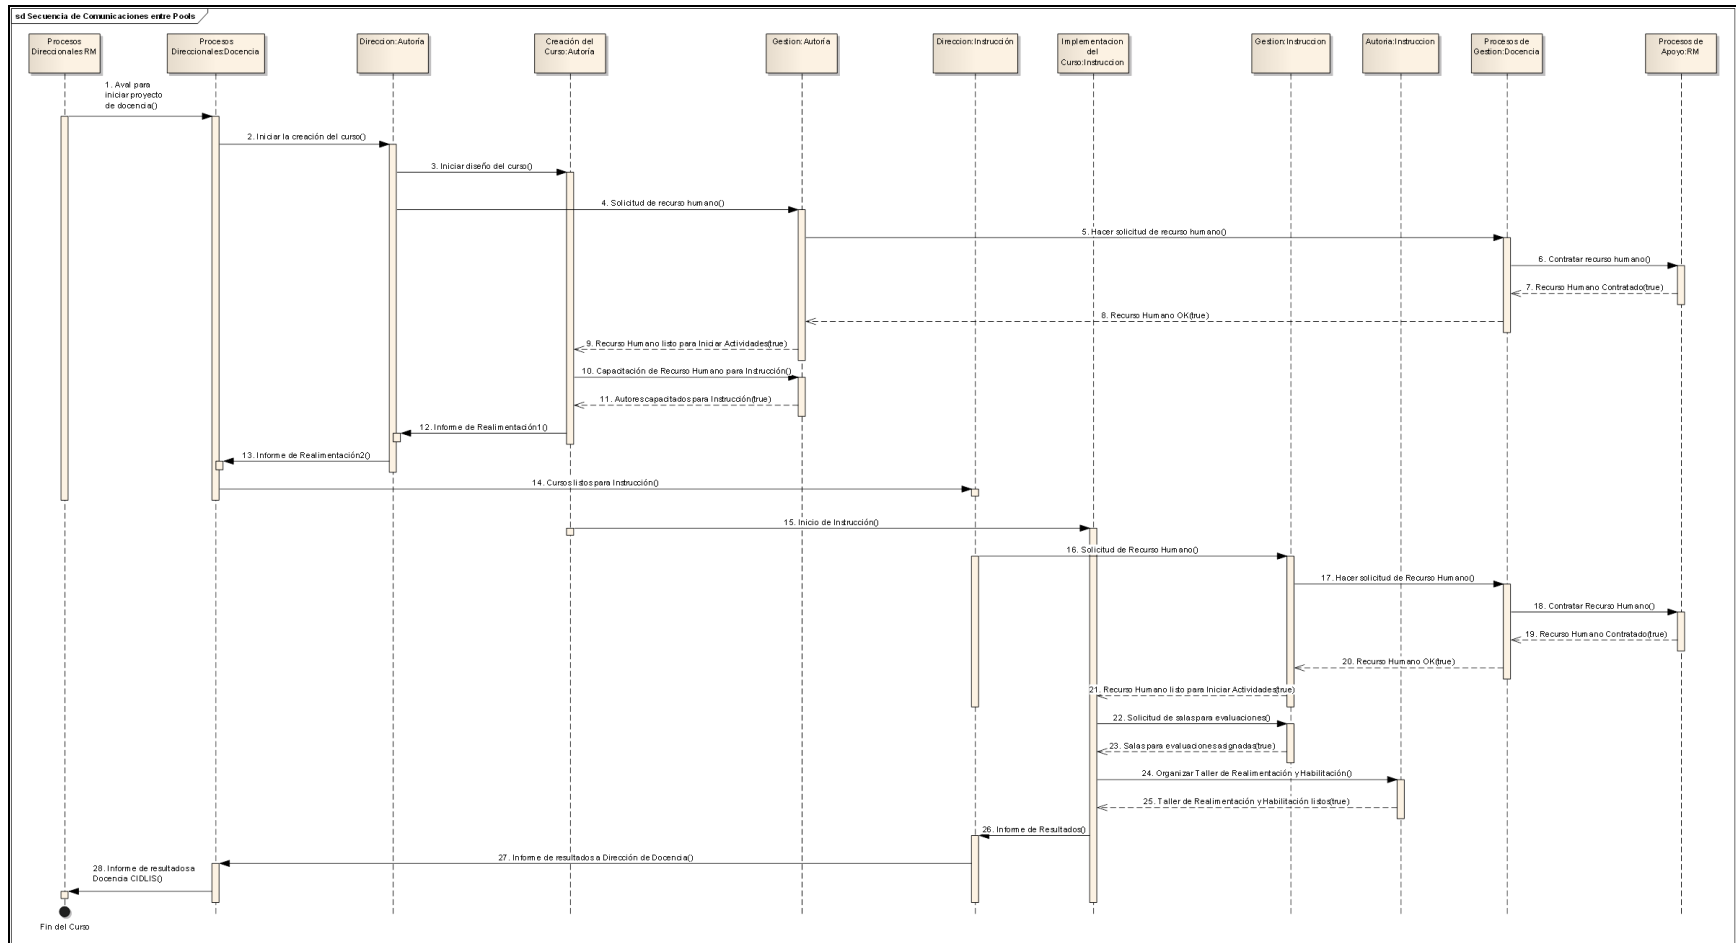 sd Secuencia de Comunicaciones entre Pools
Procesos
Direccionales:RM
Procesos
Direccionales:Docencia
Direccion:Autoría
Creación del
Curso:Autoría
Gestion:Autoría
Direccion:Instrucción
Implementacion
del
Curso:Instruccion
Gestion:Instruccion
Autoria:Instruccion
Procesos de
Gestion:Docencia
Procesos de
Apoyo:RM
1. Aval para
iniciar proyecto
de docencia()
2. Iniciar la creación del curso()
3. Iniciar diseño del curso()
4. Solicitud de recurso humano()
5. Hacer solicitud de recurso humano()
6. Contratar recurso humano()
7. Recurso Humano Contratado(true)
8. Recurso Humano OK(true)
9. Recurso Humano listo para Iniciar Actividades(true)
10. Capacitación de Recurso Humano para Instrucción()
11. Autores capacitados para Instrucción(true)
12. Informe de Realimentación1()
13. Informe de Realimentación2()
14. Cursos listos para Instrucción()
15. Inicio de Instrucción()
16. Solicitud de Recurso Humano()
17. Hacer solicitud de Recurso Humano()
18. Contratar Recurso Humano()
19. Recurso Humano Contratado(true)
20. Recurso Humano OK(true)
21. Recurso Humano listo para Iniciar Actividades(true)
22. Solicitud de salas para evaluaciones()
23. Salas para evaluaciones asignadas(true)
24. Organizar Taller de Realimentación y Habilitación()
25. Taller de Realimentación y Habilitación listos(true)
26. Informe de Resultados()
27. Informe de resultados a Dirección de Docencia()
28. Informe de resultados a
Docencia CIDLIS()
Fin del Curso